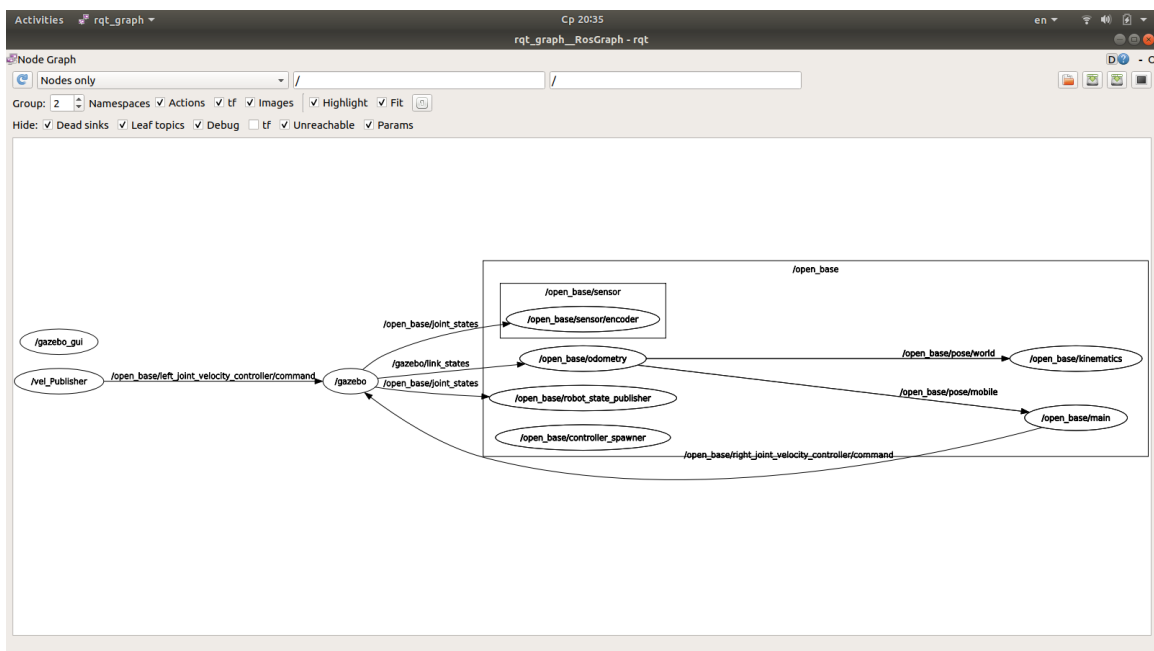 Activities rqt_graph Ср 20:35 en
rqt_graph__RosGraph - rqt
Node Graph D - O
Nodes only / /
Group: 2 Namespaces Actions tf Images Highlight Fit
Hide: Dead sinks Leaf topics Debug tf Unreachable Params
/open_base
/open_base/sensor
/open_base/sensor/encoder
/open_base/joint_states
/gazebo_gui
/gazebo/link_states
/open_base/odometry
/open_base/pose/world
/open_base/kinematics
/vel_Publisher
/open_base/left_joint_velocity_controller/command
/gazebo
/open_base/joint_states
/open_base/robot_state_publisher
/open_base/pose/mobile
/open_base/main
/open_base/controller_spawner
/open_base/right_joint_velocity_controller/command